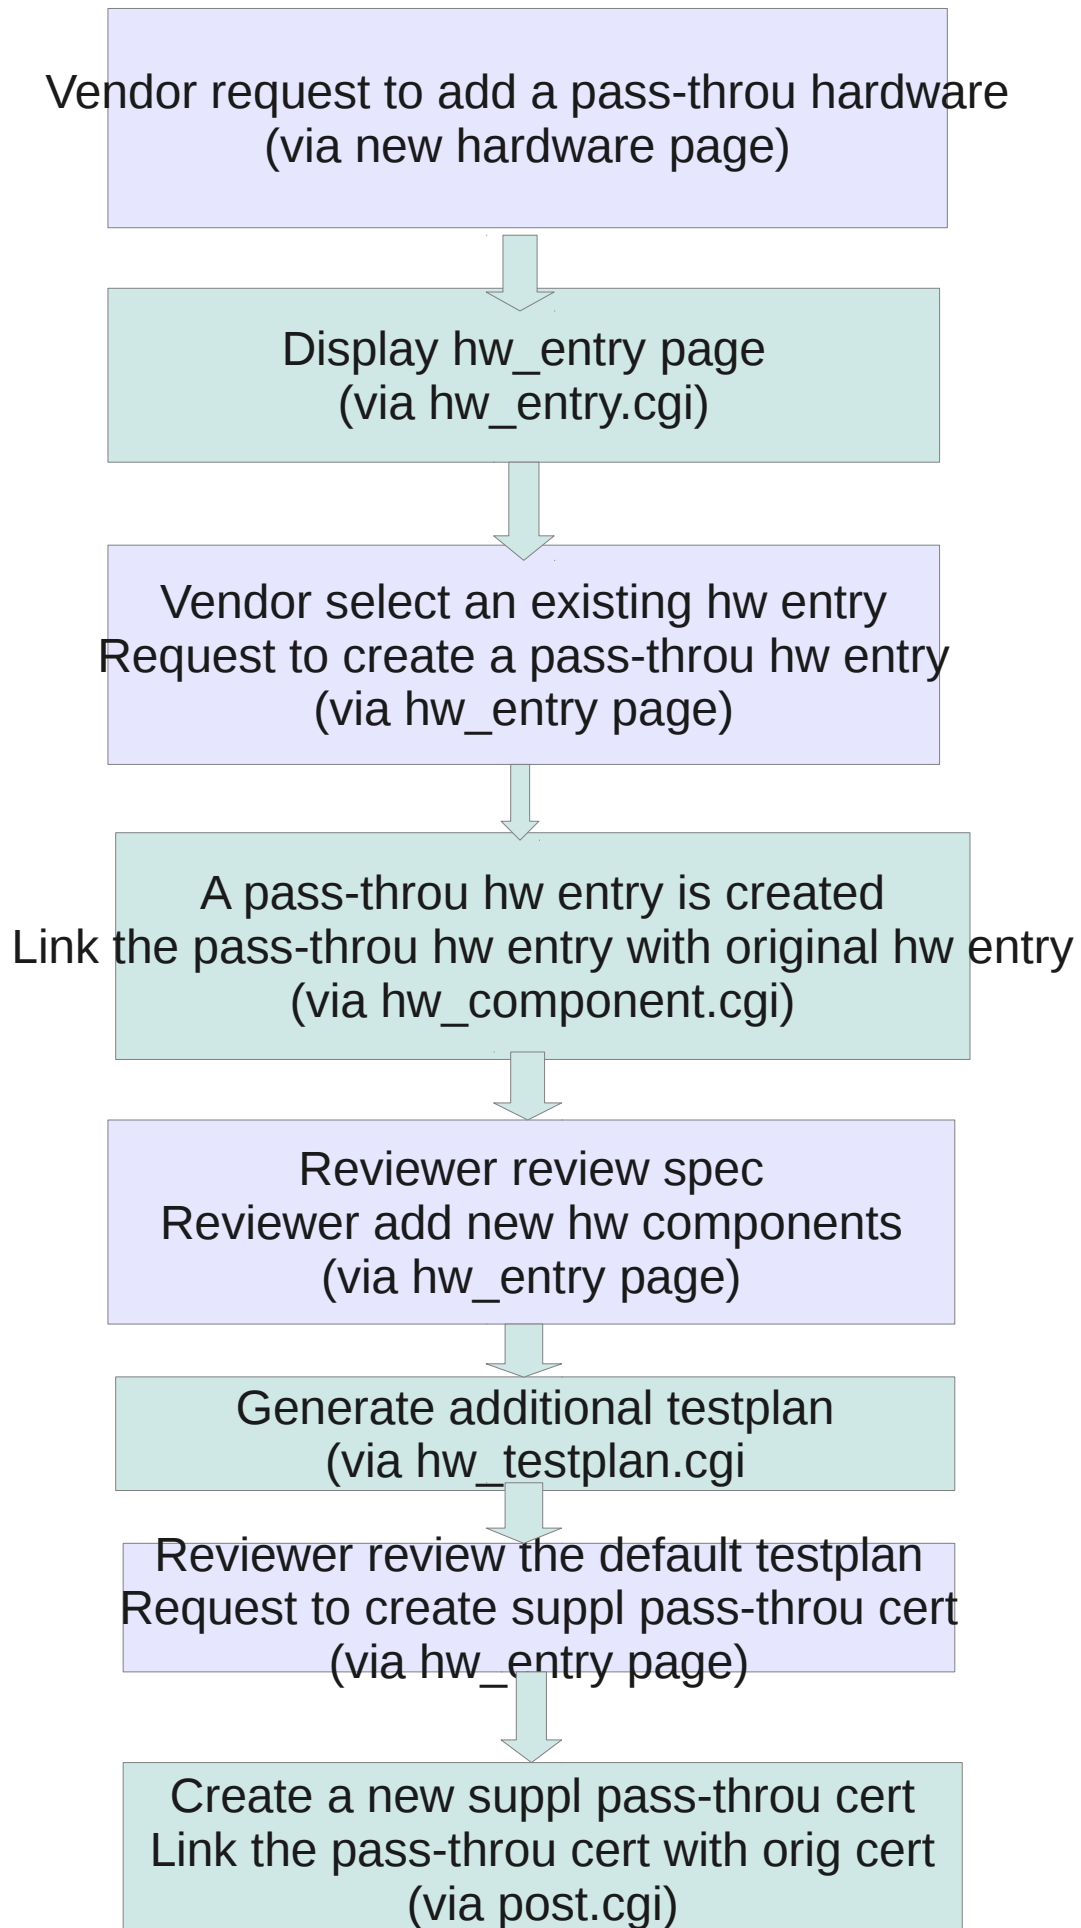 Vendor request to add a pass-throu hardware
(via new hardware page)
Display hw_entry page
(via hw_entry.cgi)
Vendor select an existing hw entry
Request to create a pass-throu hw entry
(via hw_entry page)
A pass-throu hw entry is created
Link the pass-throu hw entry with original hw entry
(via hw_component.cgi)
Reviewer review spec
Reviewer add new hw components
(via hw_entry page)
Generate additional testplan
(via hw_testplan.cgi
Reviewer review the default testplan
Request to create suppl pass-throu cert
(via hw_entry page)
Create a new suppl pass-throu cert
Link the pass-throu cert with orig cert
(via post.cgi)